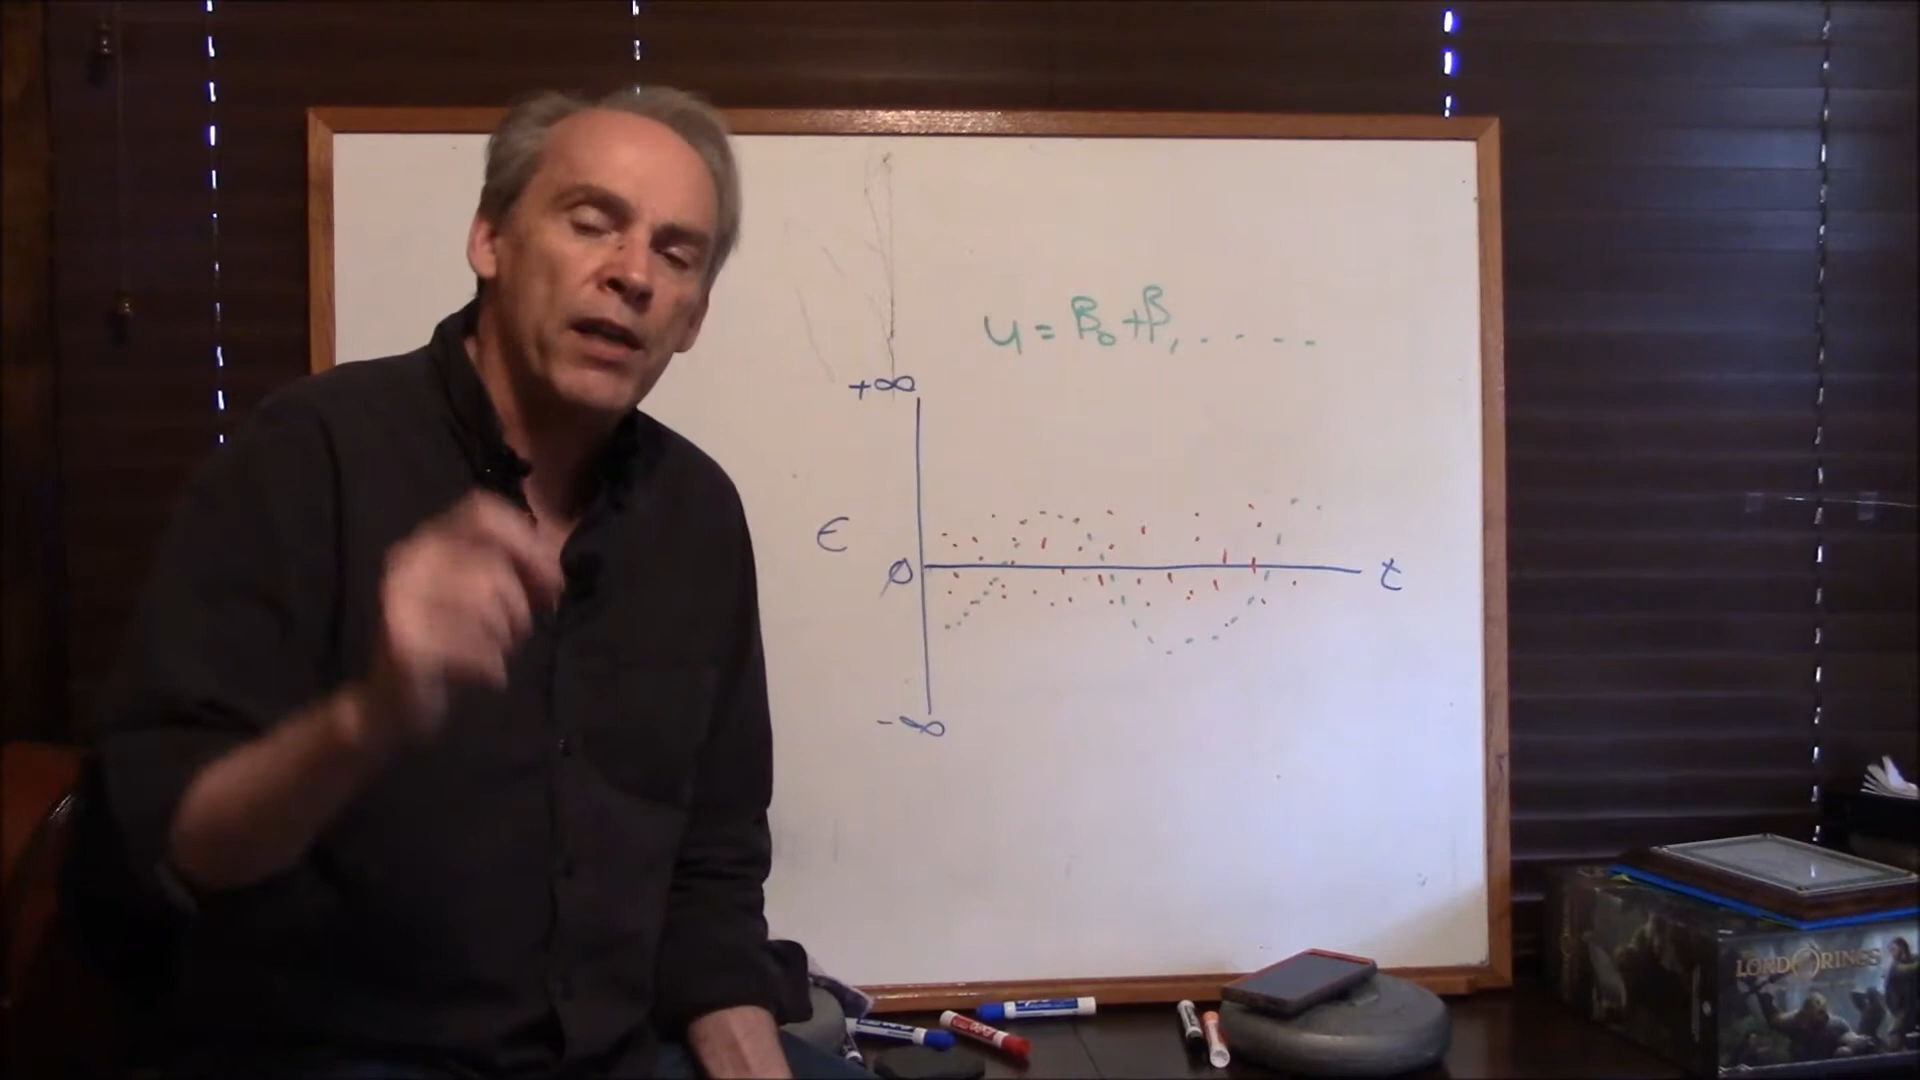 u = β₀ + β₁ . - - - -
+∞
ϵ
0
t
-∞
LORD OF THE RINGS